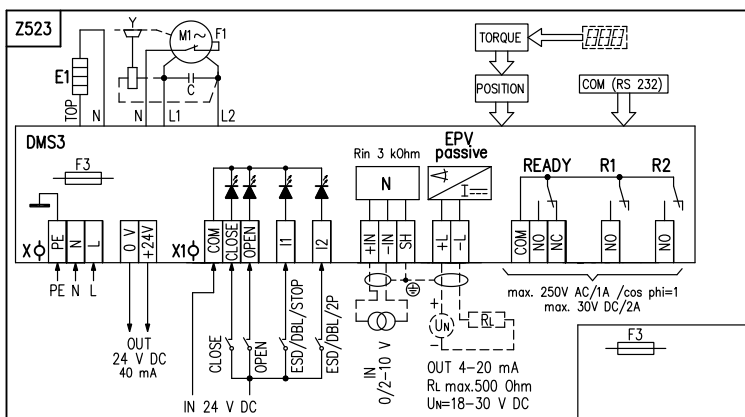 Z523
Y
M1~
F1
TORQUE
E1
C
POSITION
COM (RS 232)
TOP
N
N
L1
L2
DMS3
F3
EPV
passive
Rin 3 kOhm
N
READY
R1
R2
X
PE
N
L
0 V
+24V
X1
COM
CLOSE
OPEN
I1
I2
+IN
-IN
SH
+L
-L
COM
NO
NC
NO
NO
PE N L
OUT
24 V DC
40 mA
CLOSE
OPEN
ESD/DBL/STOP
ESD/DBL/2P
IN 24 V DC
IN
0/2-10 V
+
UN
-
RL
OUT 4-20 mA
RL max.500 Ohm
UN=18-30 V DC
max. 250V AC/1A /cos phi=1
max. 30V DC/2A
F3